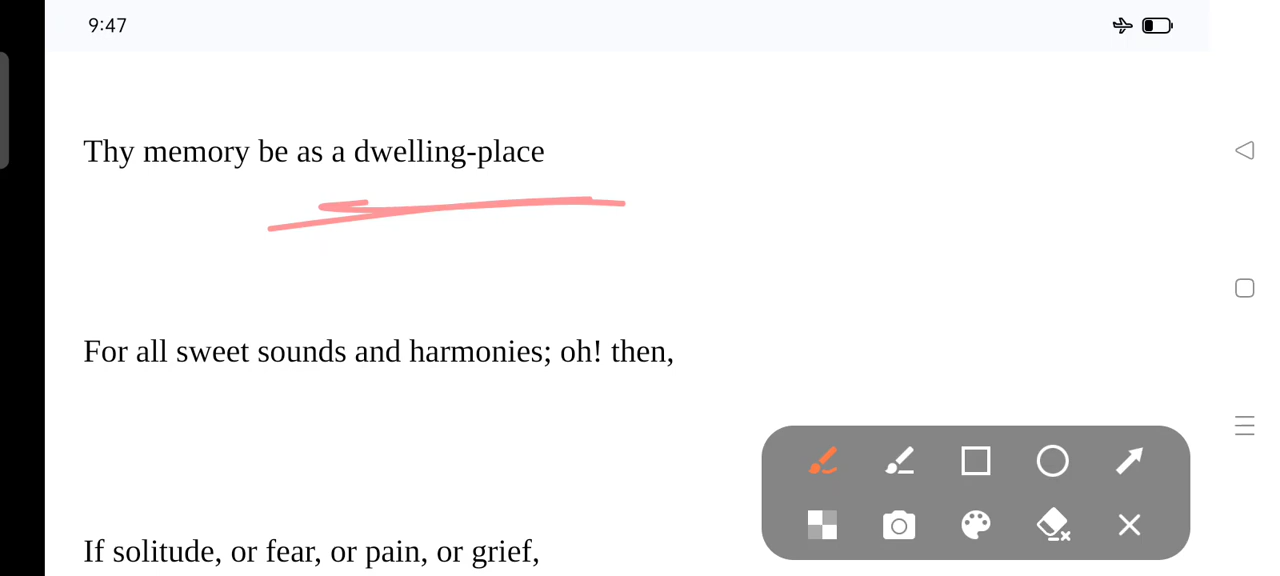 9:47
Thy memory be as a dwelling-place
For all sweet sounds and harmonies; oh! then,
If solitude, or fear, or pain, or grief,